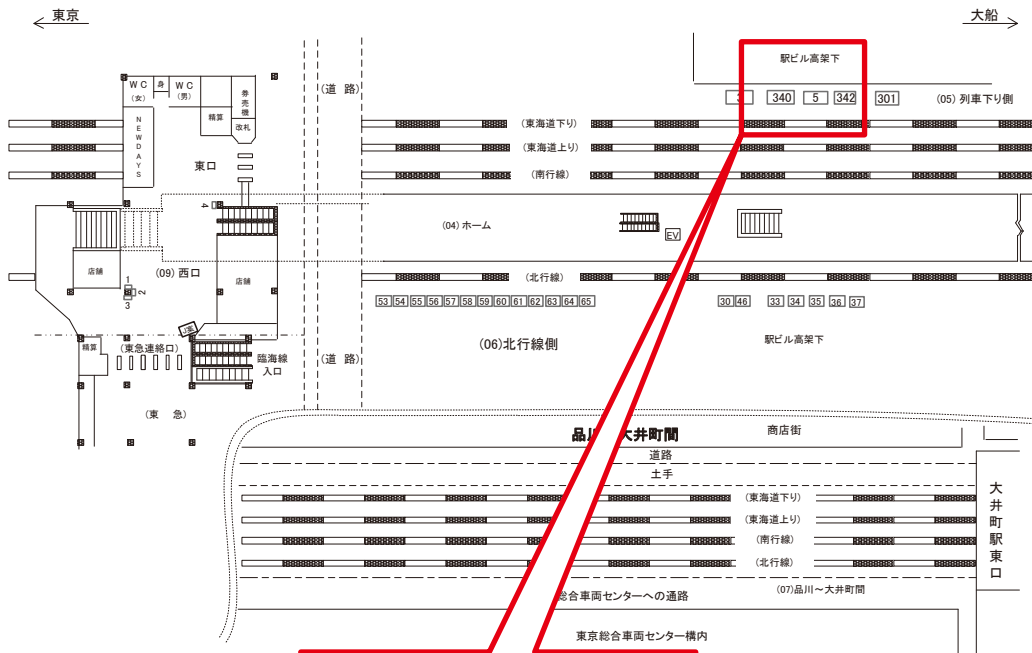 東京
大船
駅ビル高架下
3 340 5 342 301 (05) 列車下り側
WC
(女)
身
WC
(男)
券売機
精算
改札
NEWDAYS
東口
(道 路)
(東海道下り)
(東海道上り)
(南行線)
4
(04) ホーム
EV
店舗
(09) 西口
店舗
1
2
3
(北行線)
53 54 55 56 57 58 59 60 61 62 63 64 65
30 46 33 34 35 36 37
(06)北行線側
駅ビル高架下
精算
(東急連絡口)
臨海線
入口
(道 路)
(東 急)
大井町間
商店街
道路
土手
(東海道下り)
(東海道上り)
(南行線)
(北行線)
大井町駅東口
(07)品川～大井町間
総合車両センターへの通路
東京総合車両センター構内